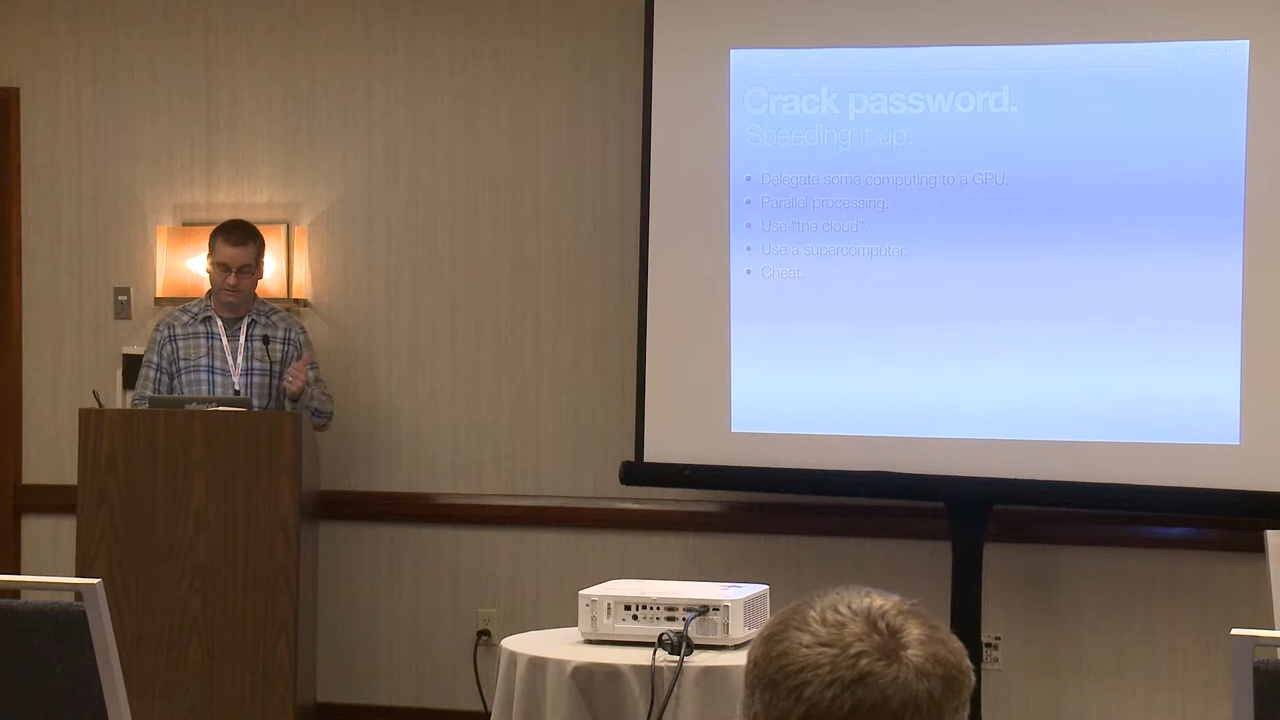 Crack password.
Speeding it up.
• Delegate some computing to a GPU.
• Parallel processing.
• Use "the cloud".
• Use a supercomputer.
• Cheat.